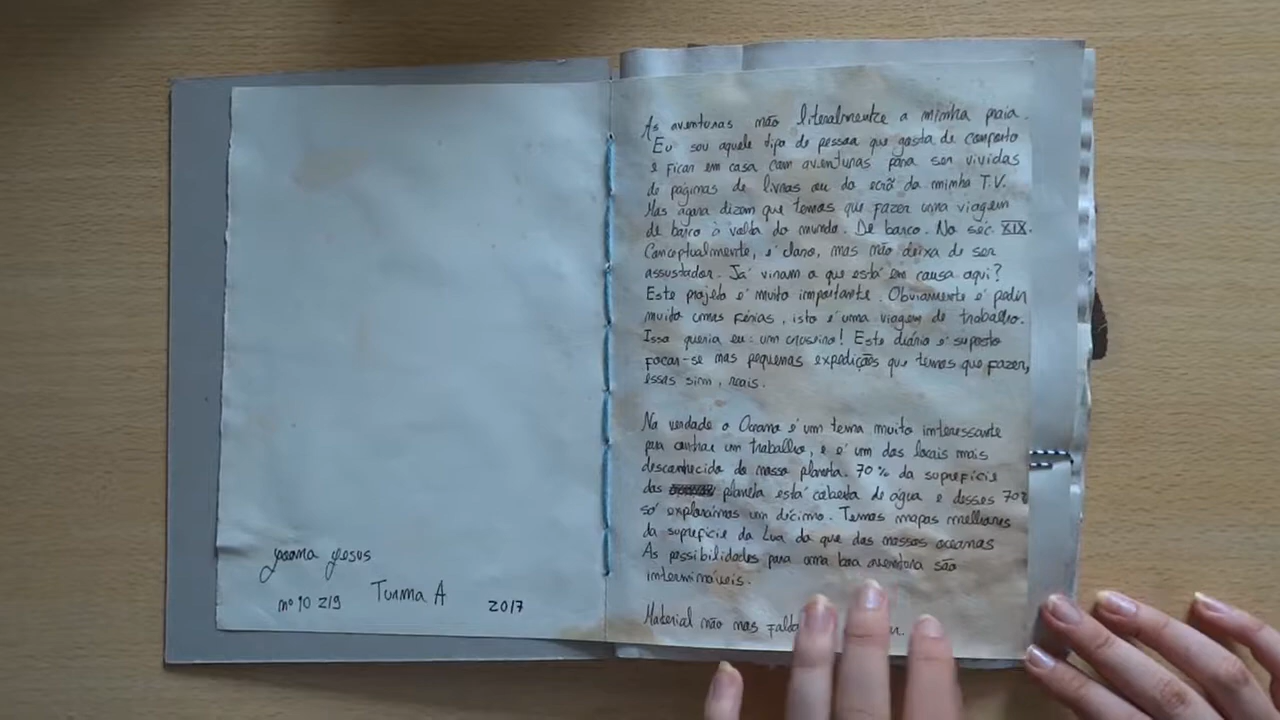 Joana Jesus
nº 10 219
Turma A
2017
As aventuras não literalmente a minha praia.
Eu sou aquele tipo de pessoa que gosta de conforto
e ficar em casa com aventuras para ser vividas
de páginas de livros ou do ecrã da minha T.V.
Mas agora dizem que temos que fazer uma viagem
de barco à volta do mundo. De barco. No séc. XIX.
Conceptualmente, é claro, mas não deixa de ser
assustador. Já viram o que está em causa aqui?
Este projeto é muito importante. Obviamente é pedir
muito umas férias, isto é uma viagem de trabalho.
Isso queria eu: um cruseiro! Este diário é suposto
focar-se nas pequenas expedições que temos que fazer,
essas sim, reais.
Na verdade o Oceano é um tema muito interessante
para um trabalho, e é um dos locais mais
desconhecido do nosso planeta. 70% da superfície
das planeta está coberta de água e desses 70%
só explorámos um décimo. Temos mapas melhores
da superfície da Lua do que dos nossos oceanos
As possibilidades para uma boa aventura são
intermináveis.
Material não nos falta